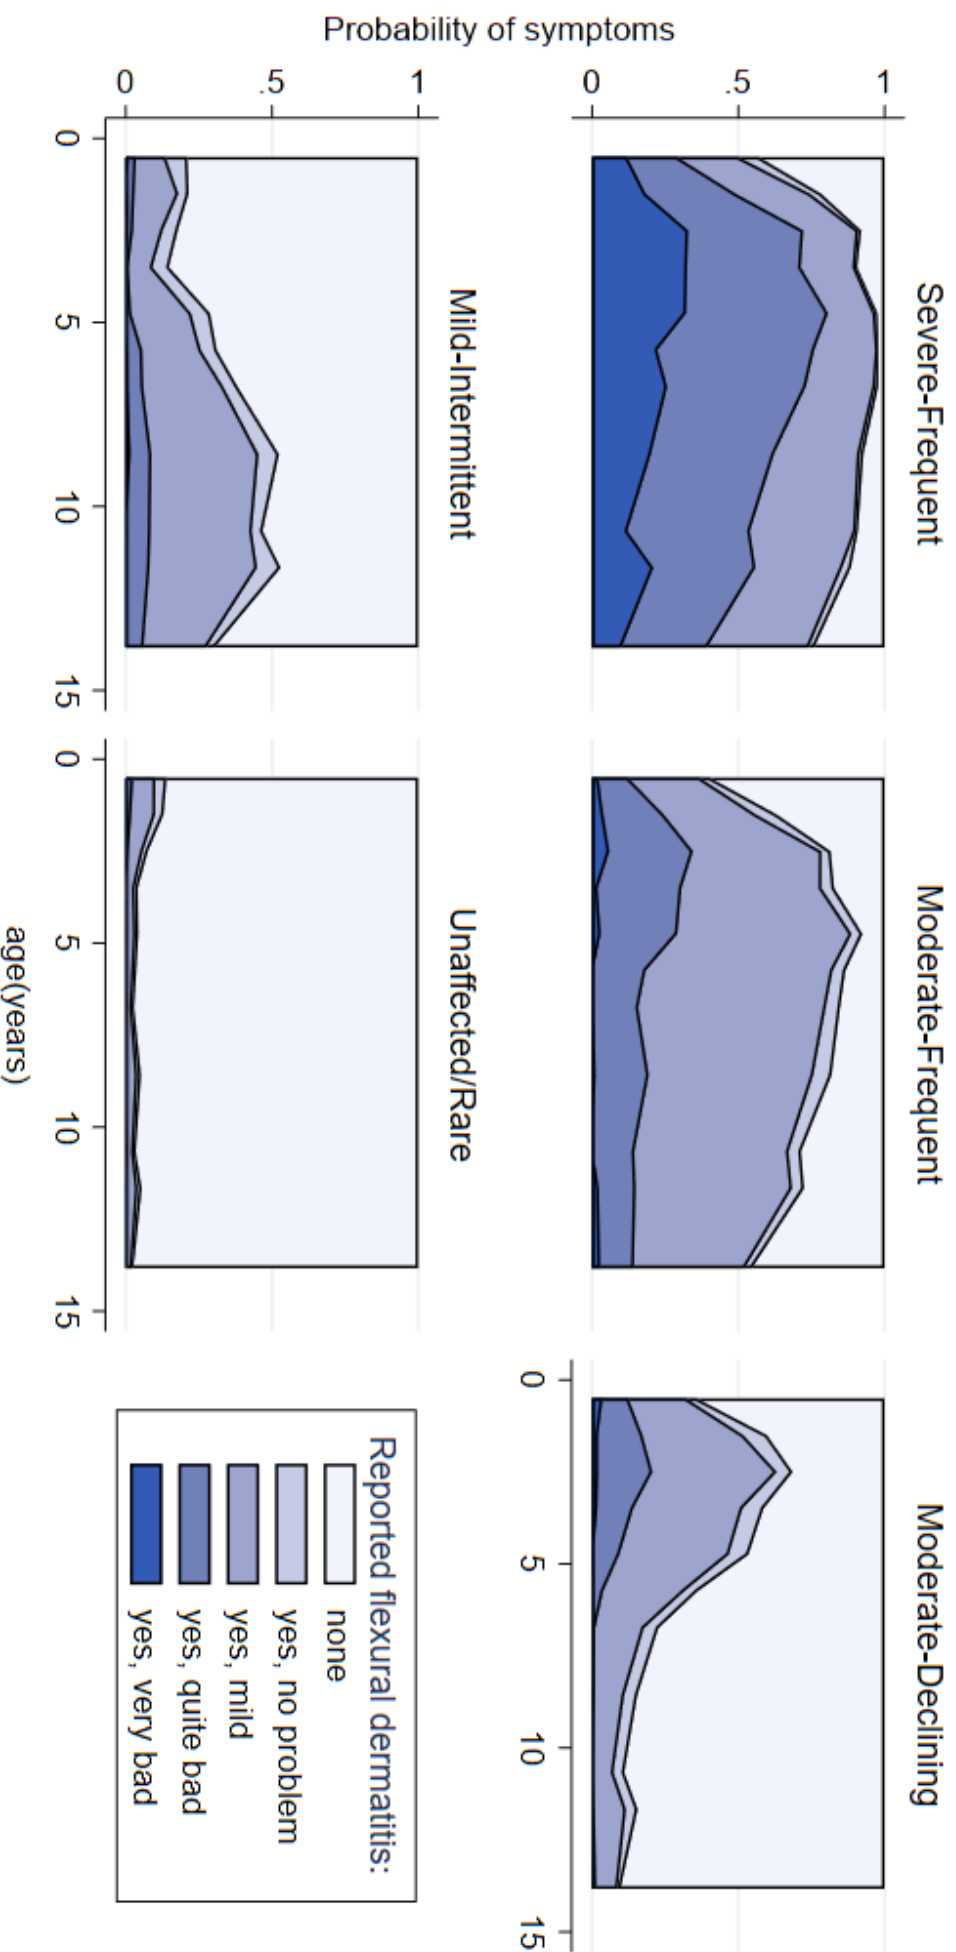 Severe-Frequent
Moderate-Frequent
Moderate-Declining
1
.5
0
0
5
10
15
Mild-Intermittent
Unaffected/Rare
1
.5
0
0
5
10
15
0
5
10
15
Probability of symptoms
age(years)
Reported flexural dermatitis:
none
yes, no problem
yes, mild
yes, quite bad
yes, very bad